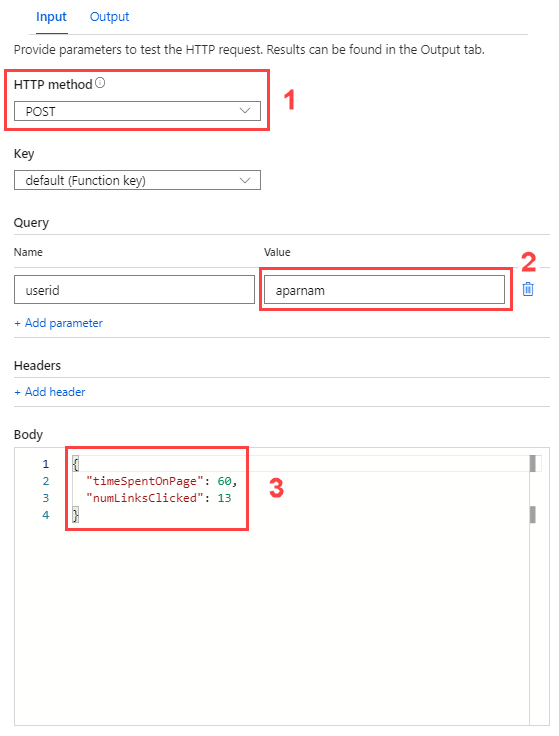 Input Output
Provide parameters to test the HTTP request. Results can be found in the Output tab.
HTTP method
1
POST
Key
default (Function key)
Query
Name Value
2
userid aparnam
+ Add parameter
Headers
+ Add header
Body
1 {
2 "timeSpentOnPage": 60,
3 "numLinksClicked": 13
3
4 }